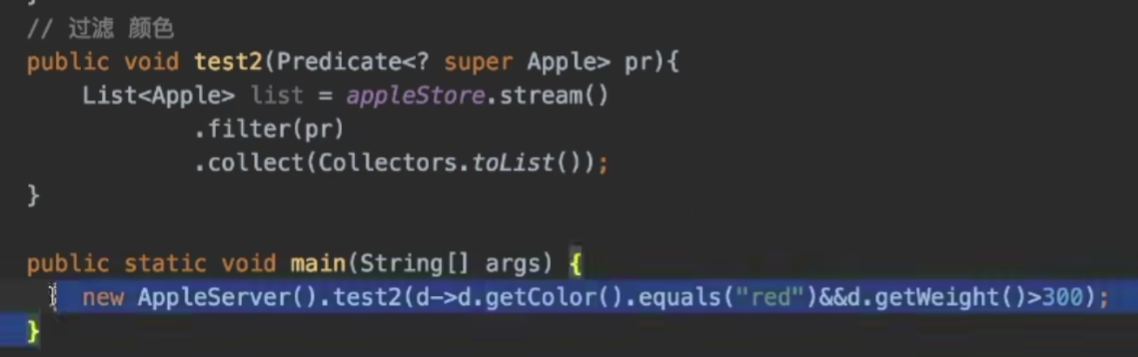 }
// 过滤 颜色
public void test2(Predicate<? super Apple> pr){
List<Apple> list = appleStore.stream()
.filter(pr)
.collect(Collectors.toList());
}
public static void main(String[] args) {
new AppleServer().test2(d->d.getColor().equals("red")&&d.getWeight()>300);
}